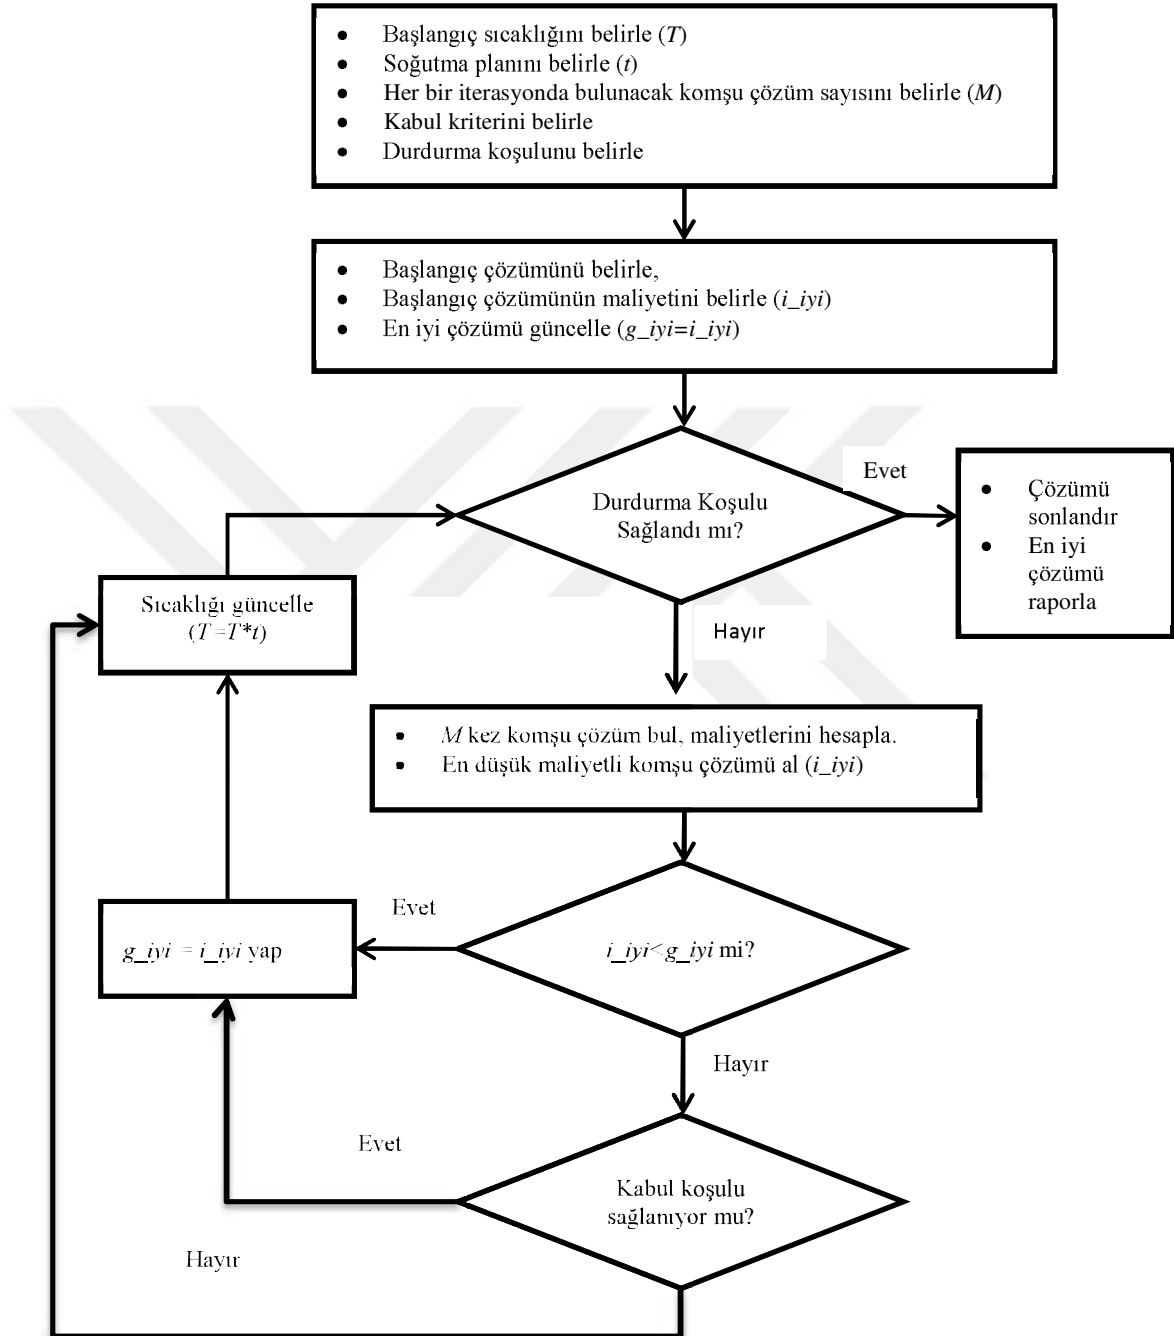 • Başlangıç sıcaklığını belirle (T)
• Soğutma planını belirle (t)
• Her bir iterasyonda bulunacak komşu çözüm sayısını belirle (M)
• Kabul kriterini belirle
• Durdurma koşulunu belirle
• Başlangıç çözümünü belirle,
• Başlangıç çözümünün maliyetini belirle (i_iyi)
• En iyi çözümü güncelle (g_iyi=i_iyi)
Durdurma Koşulu
Sağlandı mı?
Evet
• Çözümü
sonlandır
• En iyi
çözümü
raporla
Sıcaklığı güncelle
(T=T*t)
Hayır
• M kez komşu çözüm bul, maliyetlerini hesapla.
• En düşük maliyetli komşu çözümü al (i_iyi)
Evet
g_iyi = i_iyi yap
i_iyi<g_iyi mi?
Hayır
Evet
Kabul koşulu
sağlanıyor mu?
Hayır